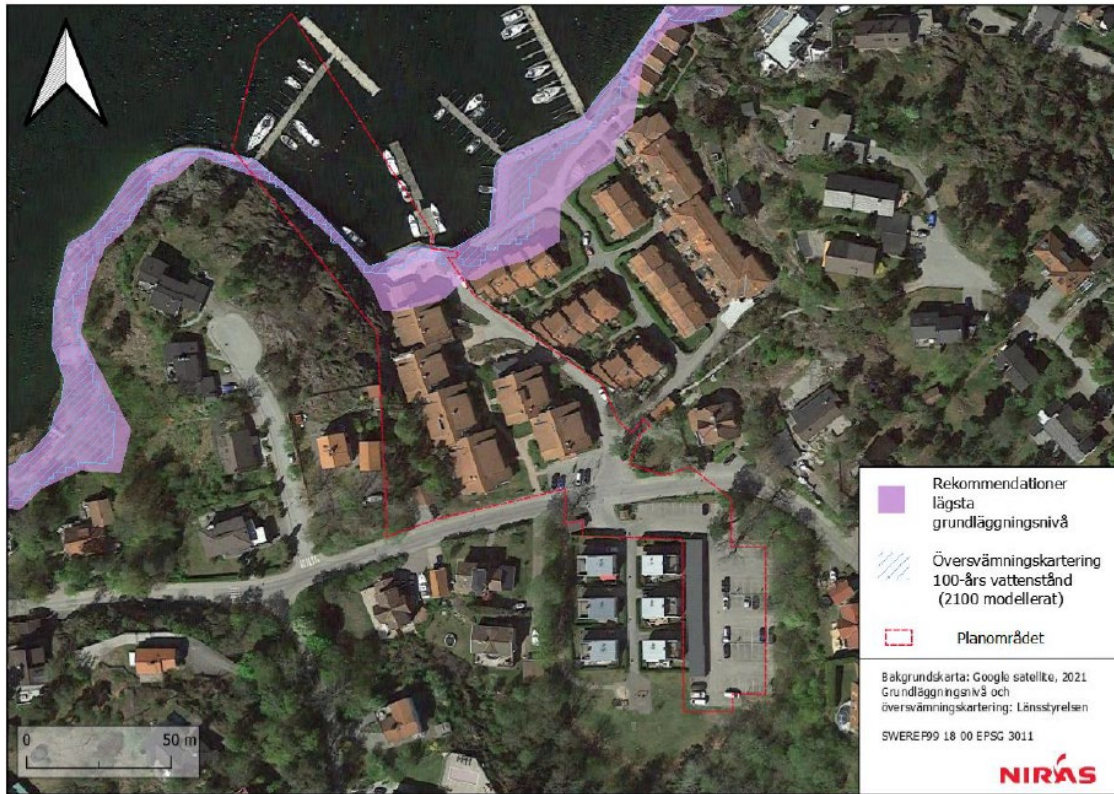 Rekommendationer
lägsta
grundläggningsnivå
Översvämningskartering
100-års vattenstånd
(2100 modellerat)
Planområdet
Bakgrundskarta: Google satellite, 2021
Grundläggningsnivå och
översvämningskartering: Länsstyrelsen
SWEREF99 18 00 EPSG 3011
NIRÁS
0 50 m